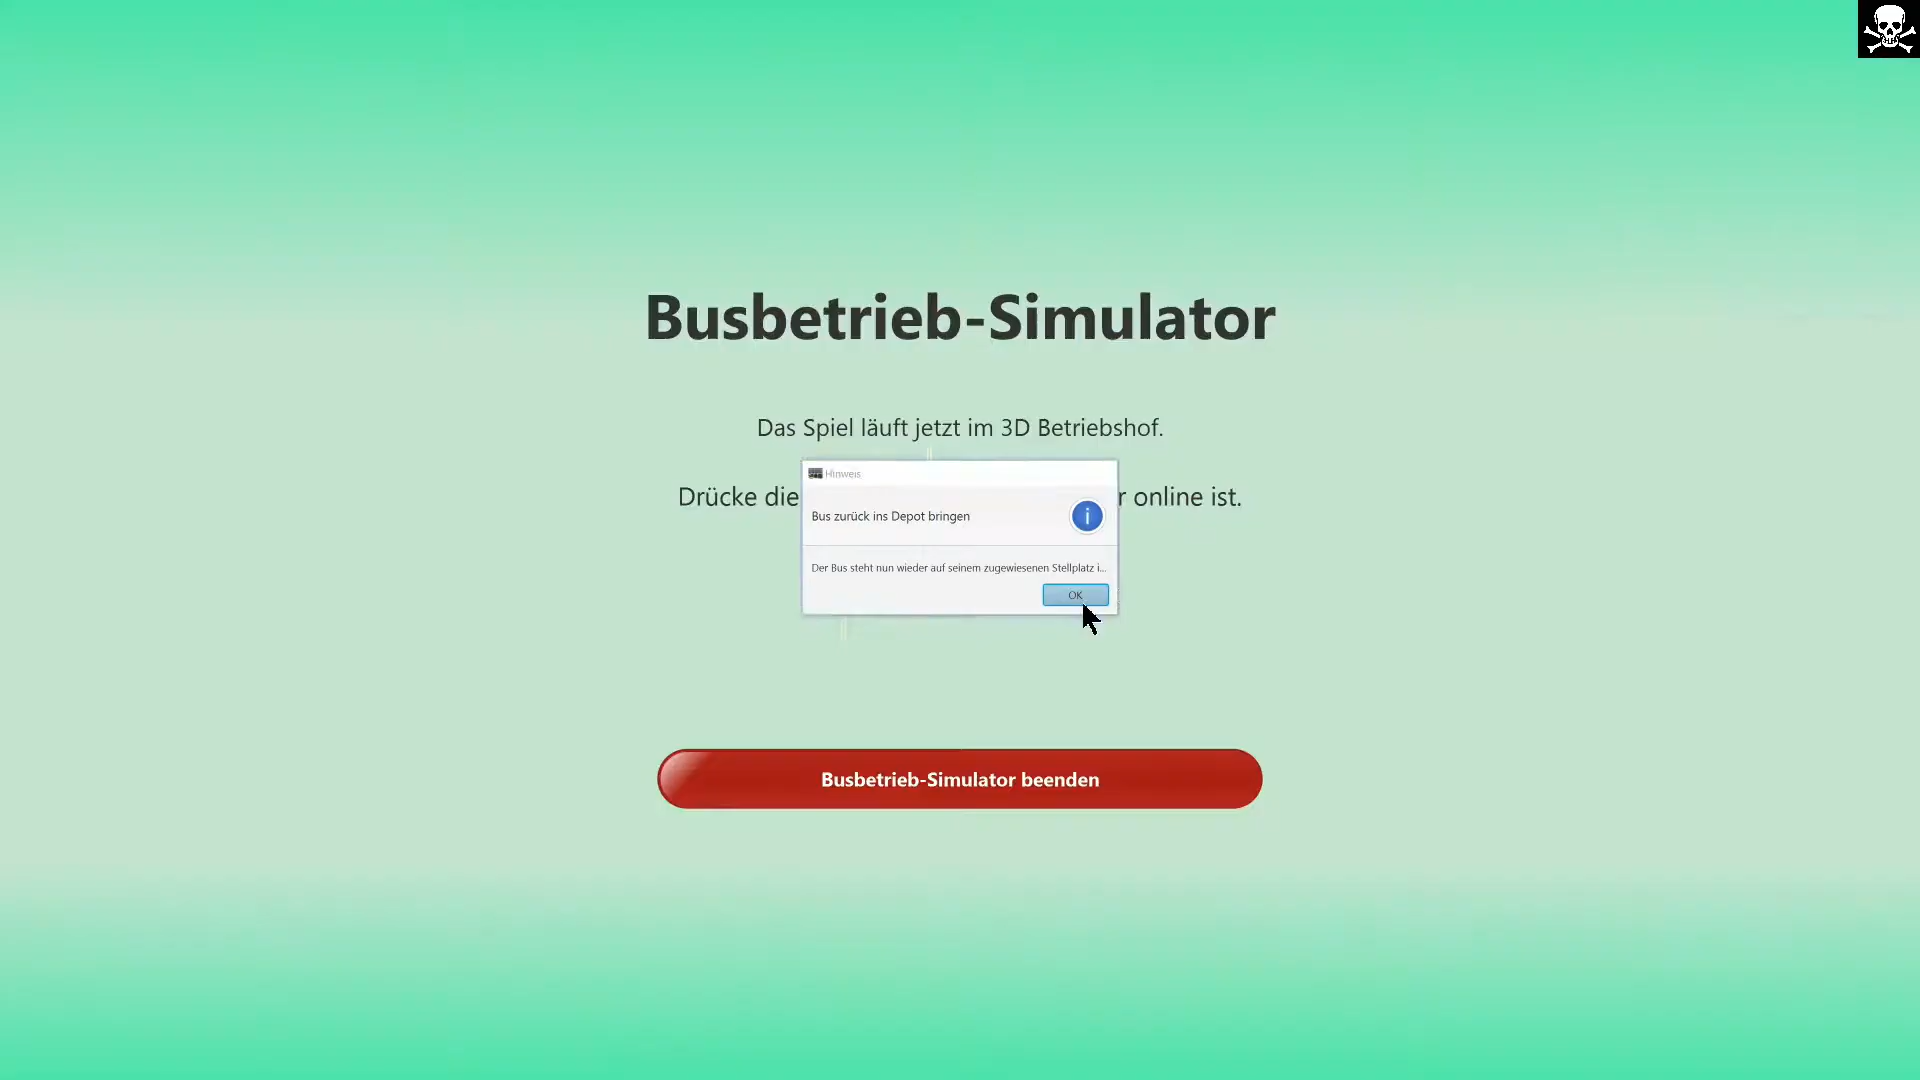 Busbetrieb-Simulator
Das Spiel läuft jetzt im 3D Betriebshof.
Hinweis
Drücke die
r online ist.
Bus zurück ins Depot bringen
Der Bus steht nun wieder auf seinem zugewiesenen Stellplatz i...
OK
Busbetrieb-Simulator beenden